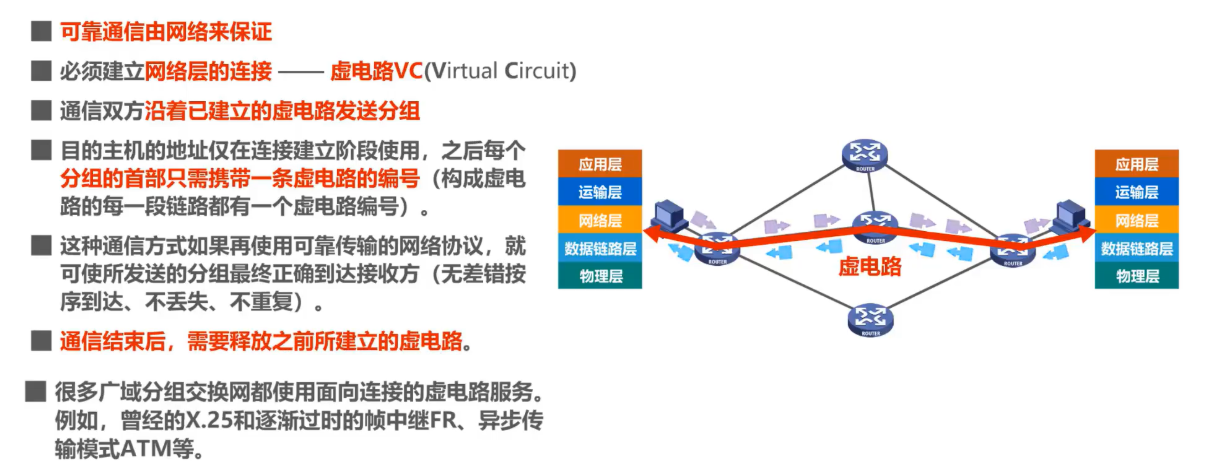 ■ 可靠通信由网络来保证
■ 必须建立网络层的连接 —— 虚电路VC(Virtual Circuit)
■ 通信双方沿着已建立的虚电路发送分组
■ 目的主机的地址仅在连接建立阶段使用，之后每个
分组的首部只需携带一条虚电路的编号（构成虚电
路的每一段链路都有一个虚电路编号）。
■ 这种通信方式如果再使用可靠传输的网络协议，就
可使所发送的分组最终正确到达接收方（无差错按
序到达、不丢失、不重复）。
■ 通信结束后，需要释放之前所建立的虚电路。
■ 很多广域分组交换网都使用面向连接的虚电路服务。
例如，曾经的X.25和逐渐过时的帧中继FR、异步传
输模式ATM等。
应用层
运输层
网络层
数据链路层
物理层
ROUTER
ROUTER
ROUTER
ROUTER
ROUTER
虚电路
应用层
运输层
网络层
数据链路层
物理层